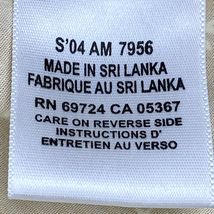 S'04 AM 7956
MADE IN SRI LANKA
FABRIQUE AU SRI LANKA
RN 69724 CA 05367
CARE ON REVERSE SIDE
INSTRUCTIONS D'
ENTRETIEN AU VERSO